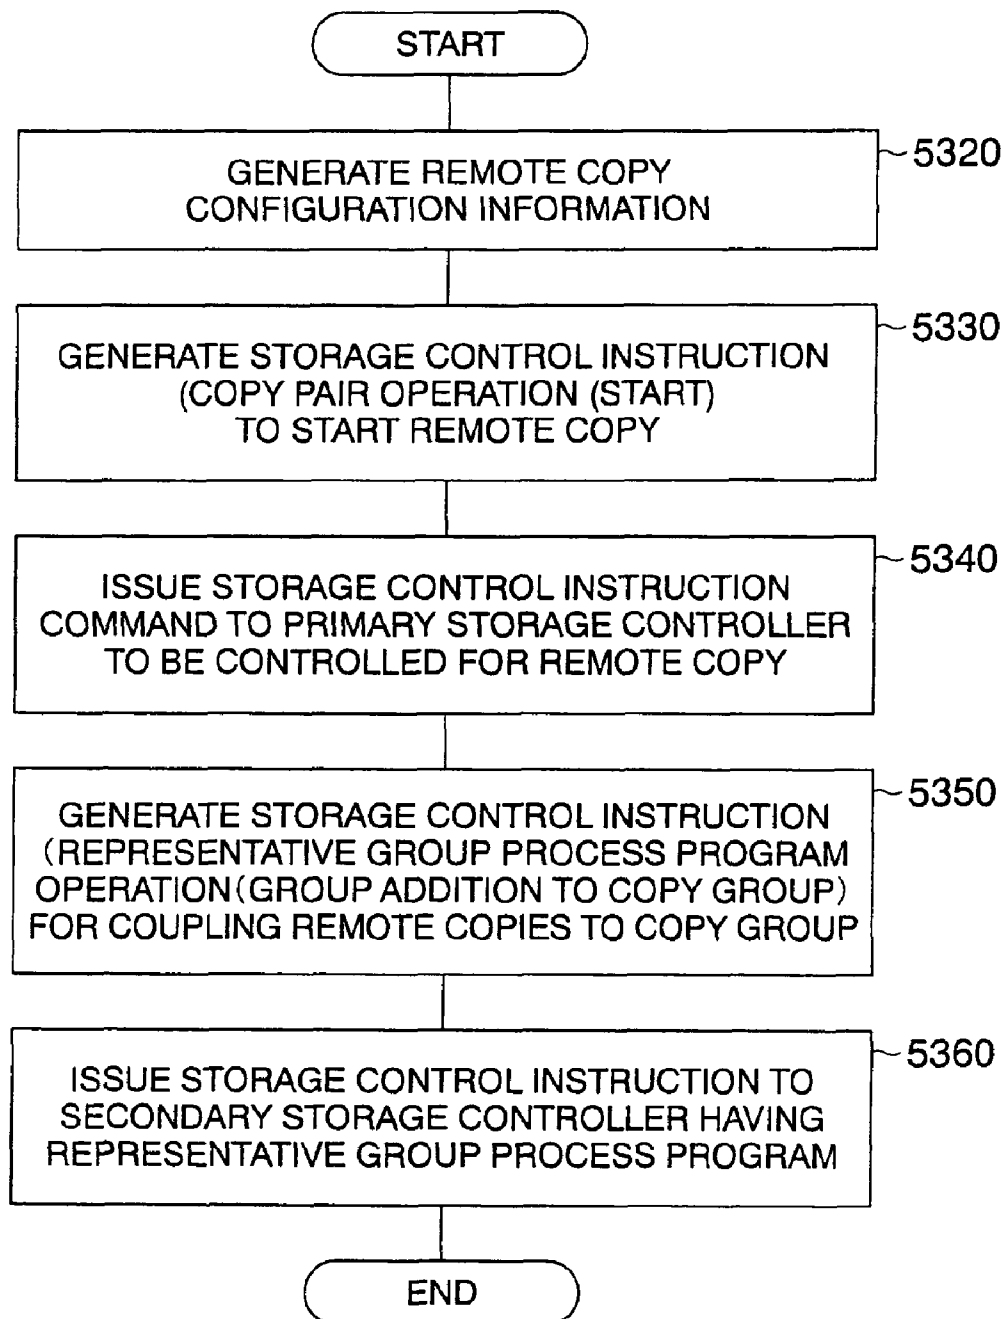 START
GENERATE REMOTE COPY
CONFIGURATION INFORMATION
~5320
GENERATE STORAGE CONTROL INSTRUCTION
(COPY PAIR OPERATION (START)
TO START REMOTE COPY
~5330
ISSUE STORAGE CONTROL INSTRUCTION
COMMAND TO PRIMARY STORAGE CONTROLLER
TO BE CONTROLLED FOR REMOTE COPY
~5340
GENERATE STORAGE CONTROL INSTRUCTION
(REPRESENTATIVE GROUP PROCESS PROGRAM
OPERATION(GROUP ADDITION TO COPY GROUP)
FOR COUPLING REMOTE COPIES TO COPY GROUP
~5350
ISSUE STORAGE CONTROL INSTRUCTION TO
SECONDARY STORAGE CONTROLLER HAVING
REPRESENTATIVE GROUP PROCESS PROGRAM
~5360
END